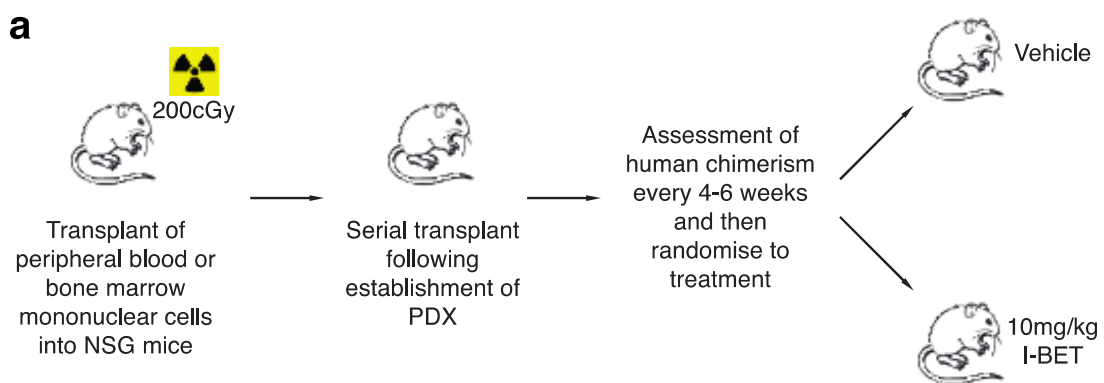 a
200cGy
Transplant of
peripheral blood or
bone marrow
mononuclear cells
into NSG mice
Serial transplant
following
establishment of
PDX
Assessment of
human chimerism
every 4-6 weeks
and then
randomise to
treatment
Vehicle
10mg/kg
I-BET